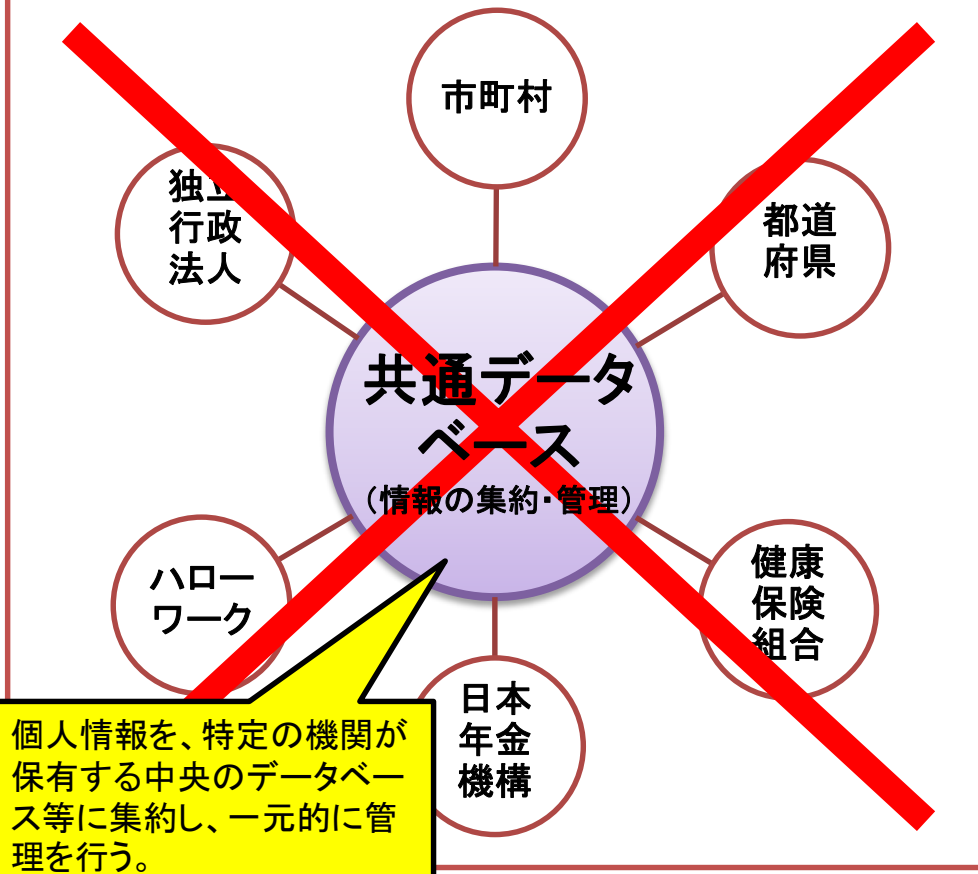 市町村
独立
行政
法人
都道
府県
共通データ
ベース
（情報の集約・管理）
ハロー
ワーク
健康
保険
組合
日本
年金
機構
個人情報を、特定の機関が
保有する中央のデータベー
ス等に集約し、一元的に管
理を行う。